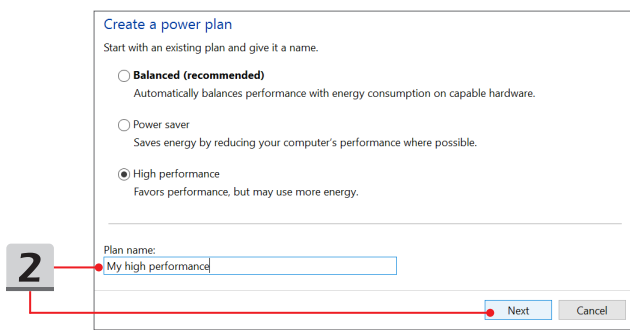 Create a power plan
Start with an existing plan and give it a name.
Balanced (recommended)
Automatically balances performance with energy consumption on capable hardware.
Power saver
Saves energy by reducing your computer's performance where possible.
High performance
Favors performance, but may use more energy.
Plan name:
My high performance
2
Next Cancel